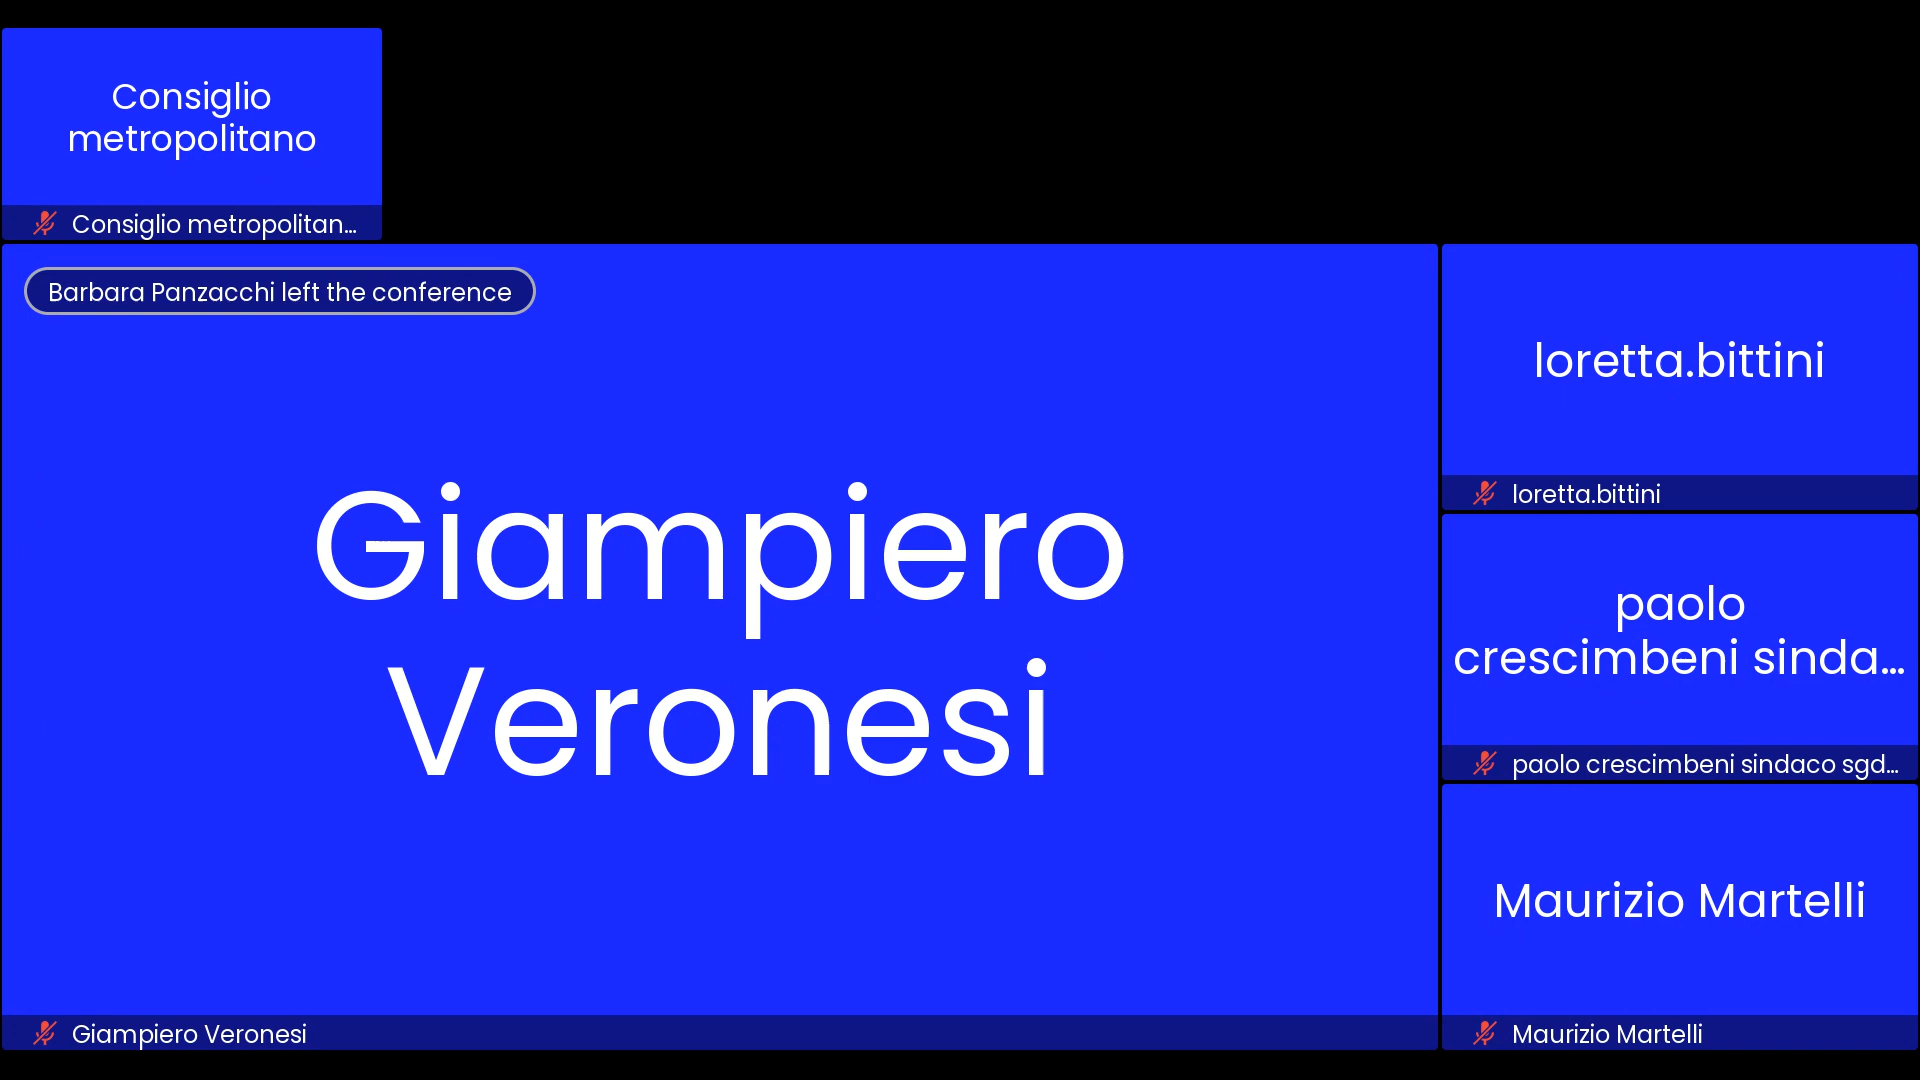 Consiglio
metropolitano
Consiglio metropolitan...
Barbara Panzacchi left the conference
Giampiero
Veronesi
Giampiero Veronesi
loretta.bittini
loretta.bittini
paolo
crescimbeni sinda...
paolo crescimbeni sindaco sgd...
Maurizio Martelli
Maurizio Martelli